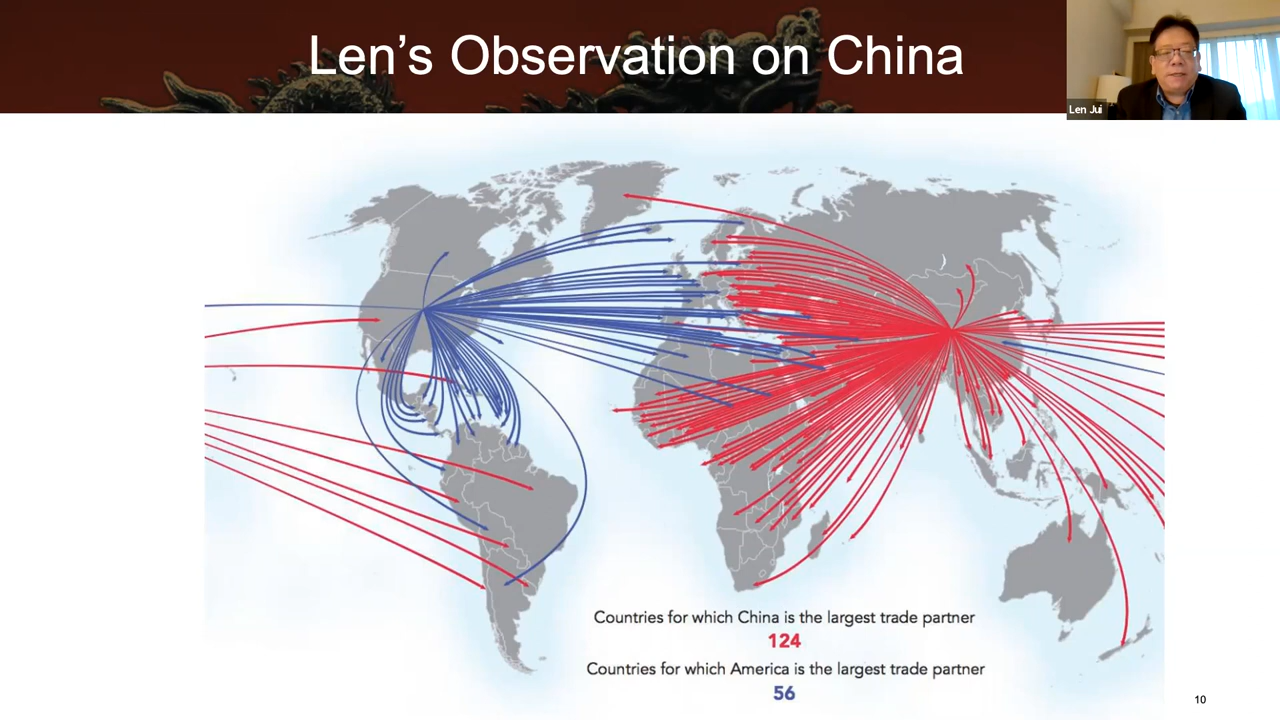 Len's Observation on China
Len Jui
Countries for which China is the largest trade partner
124
Countries for which America is the largest trade partner
56
10